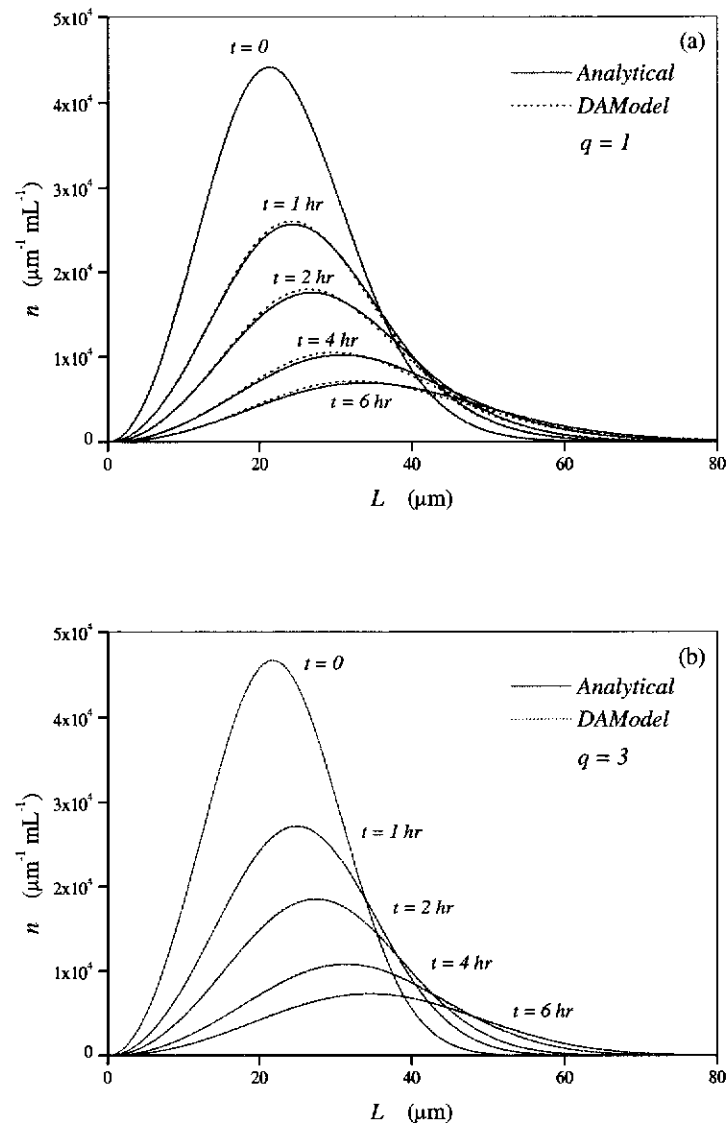 (a)
5x10⁴
4x10⁴
3x10⁴
2x10⁴
1x10⁴
0
n (μm⁻¹ mL⁻¹)
t = 0
t = 1 hr
t = 2 hr
t = 4 hr
t = 6 hr
Analytical
DAModel
q = 1
0 20 40 60 80
L (μm)
(b)
5x10⁴
4x10⁴
3x10⁴
2x10⁴
1x10⁴
0
n (μm⁻¹ mL⁻¹)
t = 0
t = 1 hr
t = 2 hr
t = 4 hr
t = 6 hr
Analytical
DAModel
q = 3
0 20 40 60 80
L (μm)